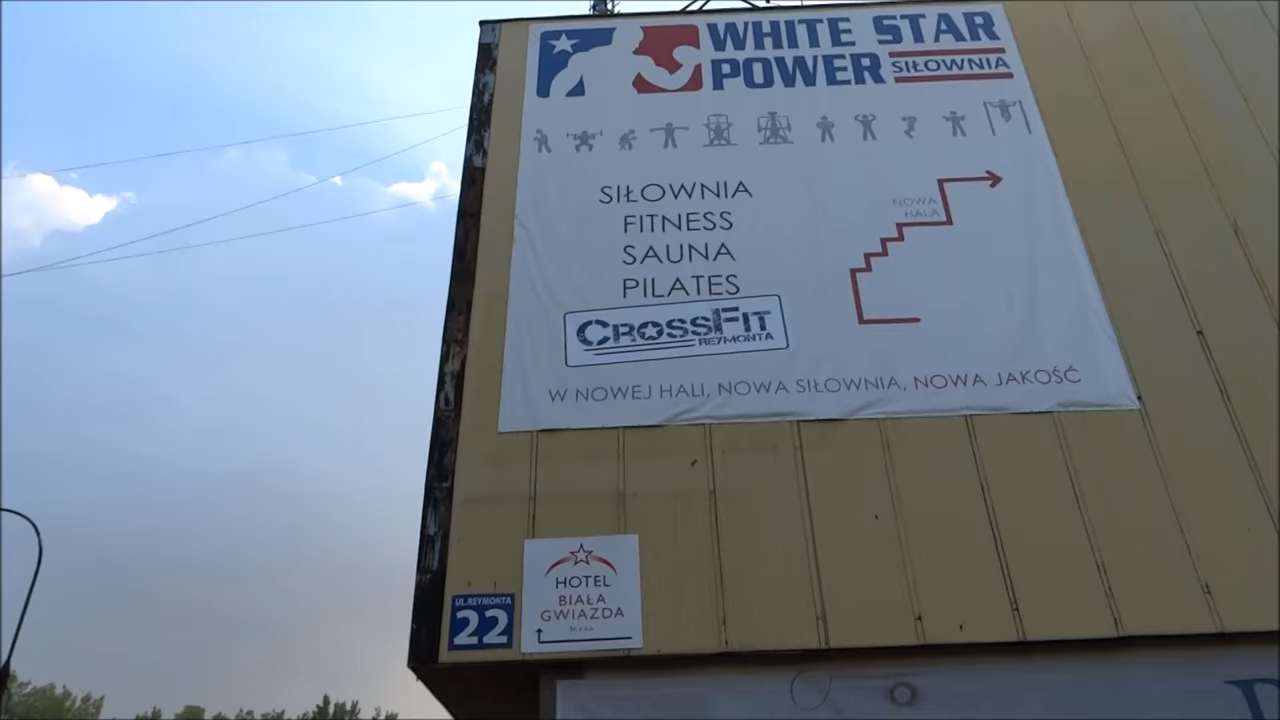 WHITE STAR
POWER SIŁOWNIA
SIŁOWNIA
FITNESS
SAUNA
PILATES
CROSSFIT
REYMONTA
NOWA
HALA
W NOWEJ HALI, NOWA SIŁOWNIA, NOWA JAKOŚĆ
HOTEL
BIAŁA
GWIAZDA
UL.REYMONTA
22